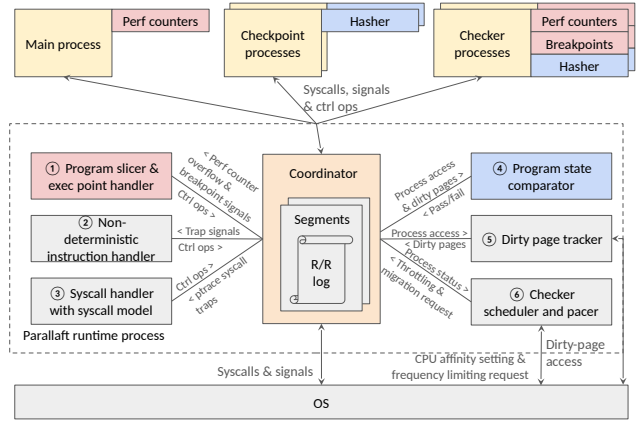 Main process
Perf counters
Checkpoint
processes
Hasher
Checker
processes
Perf counters
Breakpoints
Hasher
Syscalls, signals
& ctrl ops
① Program slicer &
exec point handler
② Non-
deterministic
instruction handler
③ Syscall handler
with syscall model
Parallaft runtime process
< Perf counter
overflow &
breakpoint signals
Ctrl ops >
< Trap signals
Ctrl ops >
Ctrl ops >
< ptrace syscall
traps
Coordinator
Segments
R/R
log
Process access
& dirty pages >
< Pass/fail
Process access >
< Dirty pages
Process status >
< Throttling &
migration request
④ Program state
comparator
⑤ Dirty page tracker
⑥ Checker
scheduler and pacer
Syscalls & signals
CPU affinity setting &
frequency limiting request
Dirty-page
access
OS